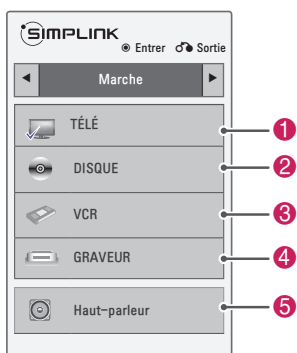 SIMPLINK
Entrer Sortie
◄ Marche ►
TÉLÉ 1
DISQUE 2
VCR 3
GRAVEUR 4
Haut-parleur 5